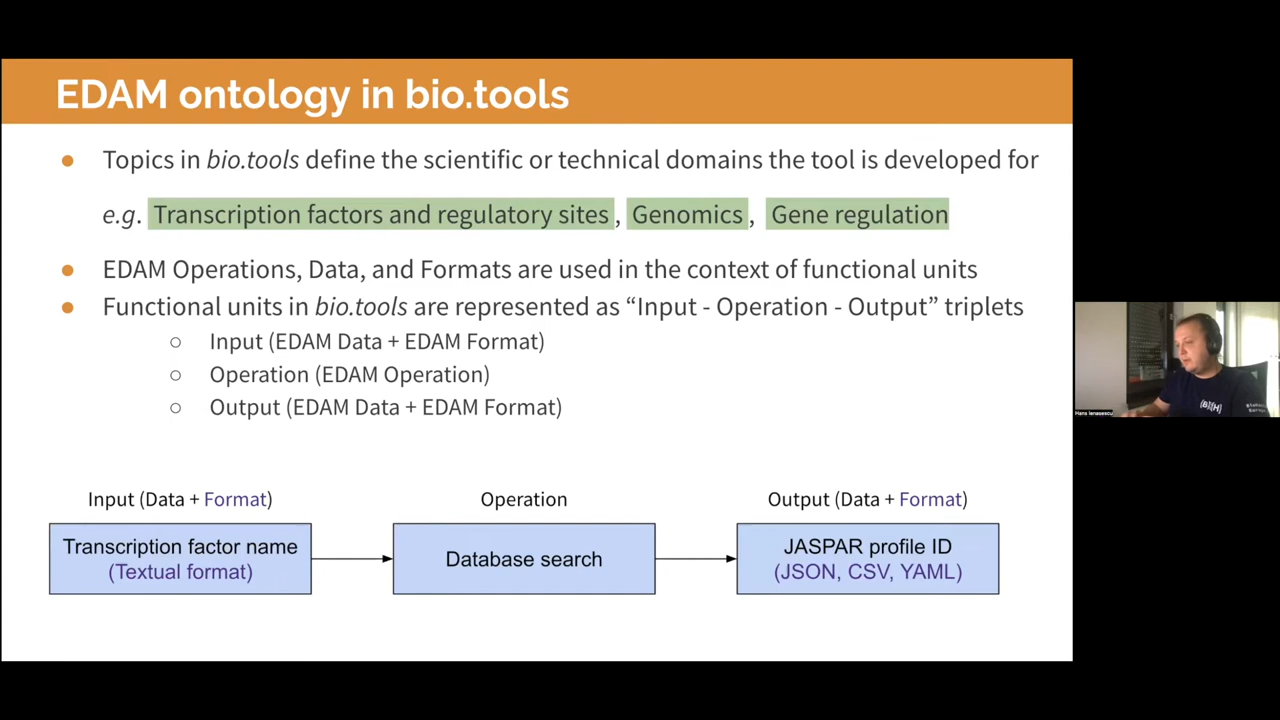 EDAM ontology in bio.tools
● Topics in bio.tools define the scientific or technical domains the tool is developed for
e.g. Transcription factors and regulatory sites , Genomics , Gene regulation
● EDAM Operations, Data, and Formats are used in the context of functional units
● Functional units in bio.tools are represented as “Input - Operation - Output” triplets
○ Input (EDAM Data + EDAM Format)
○ Operation (EDAM Operation)
○ Output (EDAM Data + EDAM Format)
Input (Data + Format)
Operation
Output (Data + Format)
Transcription factor name
(Textual format)
Database search
JASPAR profile ID
(JSON, CSV, YAML)
Hans Ienasescu